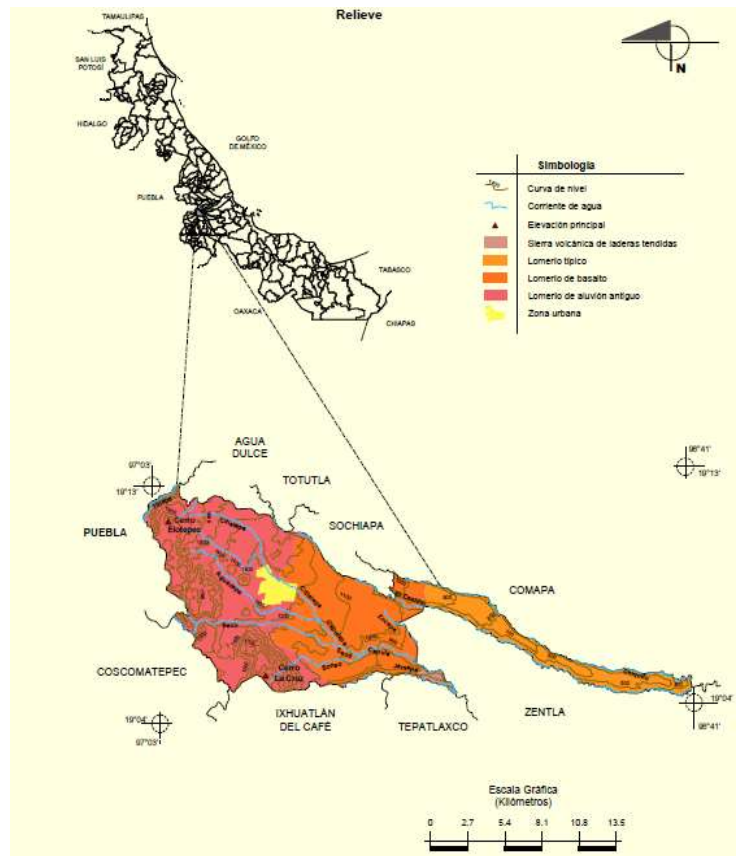 Relieve
TAMAULIPAS
SAN LUIS
POTOSÍ
HIDALGO
GOLFO
DE MÉXICO
PUEBLA
OAXACA
TABASCO
CHIAPAS
N
Simbología
Curva de nivel
Corriente de agua
Elevación principal
Sierra volcánica de laderas tendidas
Lomerío típico
Lomerío de basalto
Lomerío de aluvión antiguo
Zona urbana
AGUA
DULCE
97°03'
19°13'
TOTUTLA
98°41'
19°13'
PUEBLA
Cerro
Elotepec
SOCHIAPA
COMAPA
Seco
COSCOMATEPEC
Cerro
La Cruz
IXHUATLÁN
DEL CAFÉ
TEPATLAXCO
ZENTLA
19°04'
97°03'
19°04'
98°41'
Escala Gráfica
(Kilómetros)
0 2.7 5.4 8.1 10.8 13.5